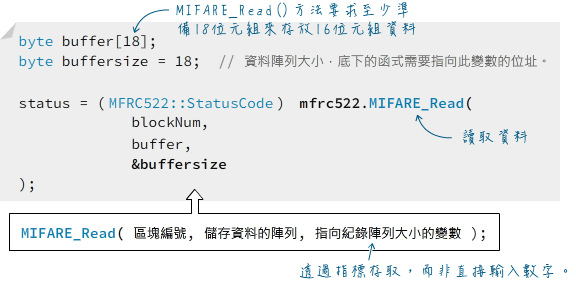 MIFARE_Read()方法要求至少準
備18位元組來存放16位元組資料
byte buffer[18];
byte buffersize = 18;  // 資料陣列大小，底下的函式需要指向此變數的位址。
status = (MFRC522::StatusCode) mfrc522.MIFARE_Read(
blockNum,
讀取資料
buffer,
&buffersize
);
MIFARE_Read( 區塊編號, 儲存資料的陣列, 指向紀錄陣列大小的變數 );
透過指標存取，而非直接輸入數字。